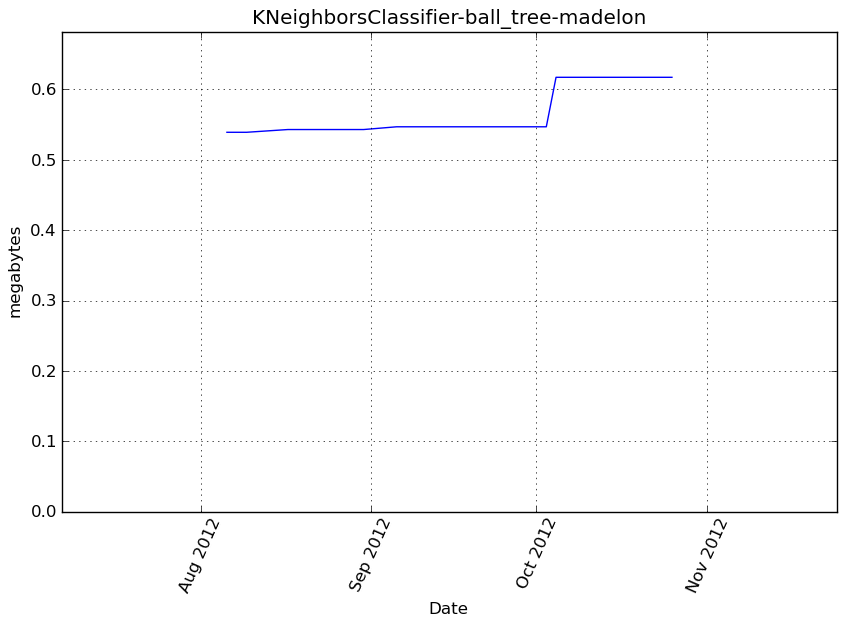 KNeighborsClassifier-ball_tree-madelon
megabytes
0.6
0.5
0.4
0.3
0.2
0.1
0.0
Aug 2012
Sep 2012
Oct 2012
Nov 2012
Date